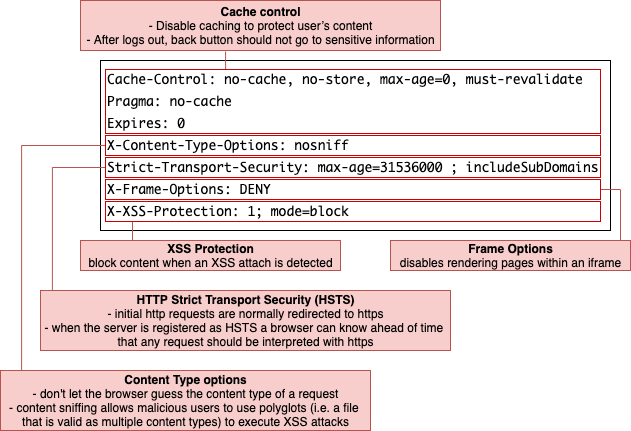 Cache control
- Disable caching to protect user's content
- After logs out, back button should not go to sensitive information
Cache-Control: no-cache, no-store, max-age=0, must-revalidate
Pragma: no-cache
Expires: 0
X-Content-Type-Options: nosniff
Strict-Transport-Security: max-age=31536000 ; includeSubDomains
X-Frame-Options: DENY
X-XSS-Protection: 1; mode=block
XSS Protection
block content when an XSS attach is detected
Frame Options
disables rendering pages within an iframe
HTTP Strict Transport Security (HSTS)
- initial http requests are normally redirected to https
- when the server is registered as HSTS a browser can know ahead of time
that any request should be interpreted with https
Content Type options
- don't let the browser guess the content type of a request
- content sniffing allows malicious users to use polyglots (i.e. a file
that is valid as multiple content types) to execute XSS attacks